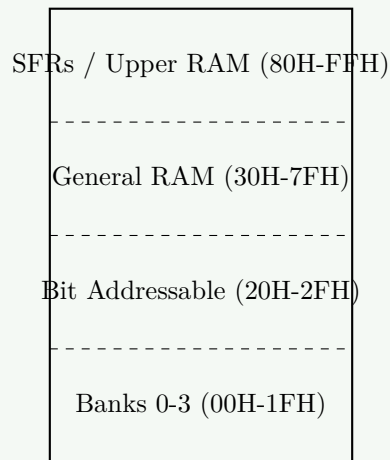 SFRs / Upper RAM (80H-FFH)
General RAM (30H-7FH)
Bit Addressable (20H-2FH)
Banks 0-3 (00H-1FH)